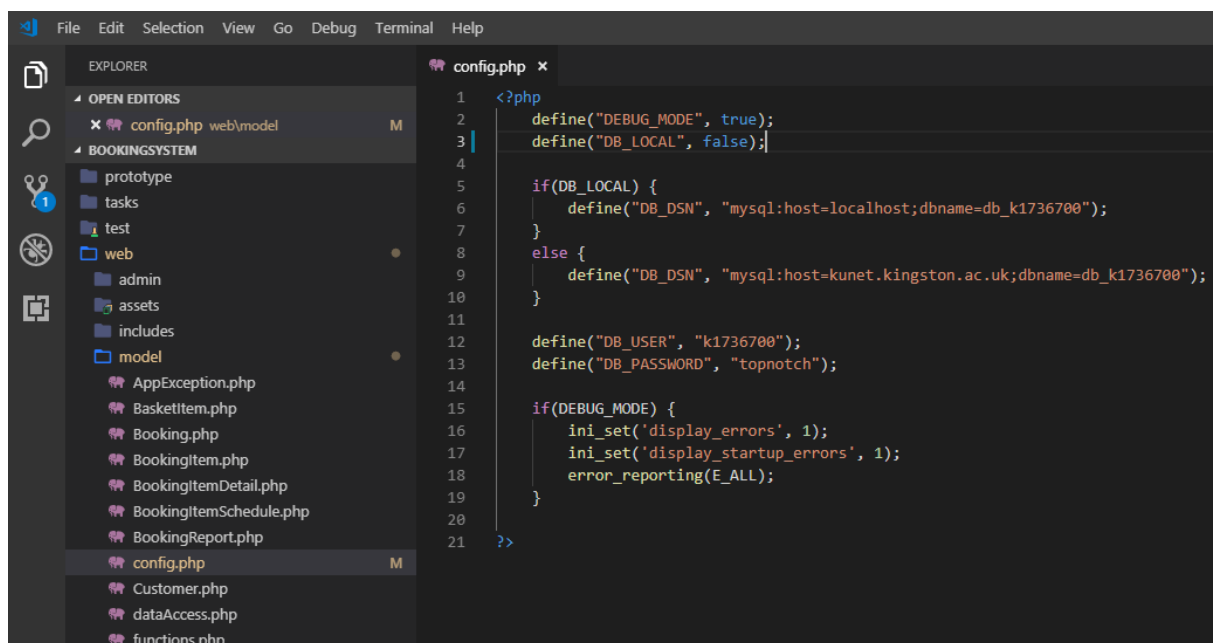 File Edit Selection View Go Debug Terminal Help
EXPLORER
OPEN EDITORS
config.php web\model M
BOOKINGSYSTEM
prototype
tasks
test
web
admin
assets
includes
model
AppException.php
BasketItem.php
Booking.php
BookingItem.php
BookingItemDetail.php
BookingItemSchedule.php
BookingReport.php
config.php M
Customer.php
dataAccess.php
functions.php
1
config.php ×
1 <?php
2 define("DEBUG_MODE", true);
3 define("DB_LOCAL", false);
4
5 if(DB_LOCAL) {
6 define("DB_DSN", "mysql:host=localhost;dbname=db_k1736700");
7 }
8 else {
9 define("DB_DSN", "mysql:host=kunet.kingston.ac.uk;dbname=db_k1736700");
10 }
11
12 define("DB_USER", "k1736700");
13 define("DB_PASSWORD", "topnotch");
14
15 if(DEBUG_MODE) {
16 ini_set('display_errors', 1);
17 ini_set('display_startup_errors', 1);
18 error_reporting(E_ALL);
19 }
20
21 ?>